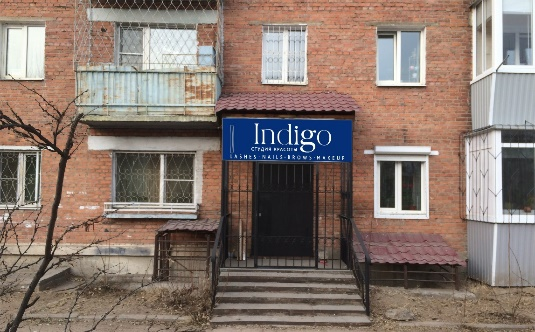 Indigo
СТУДИЯ КРАСОТЫ
LASHES·NAILS·BROWS·MAKEUP